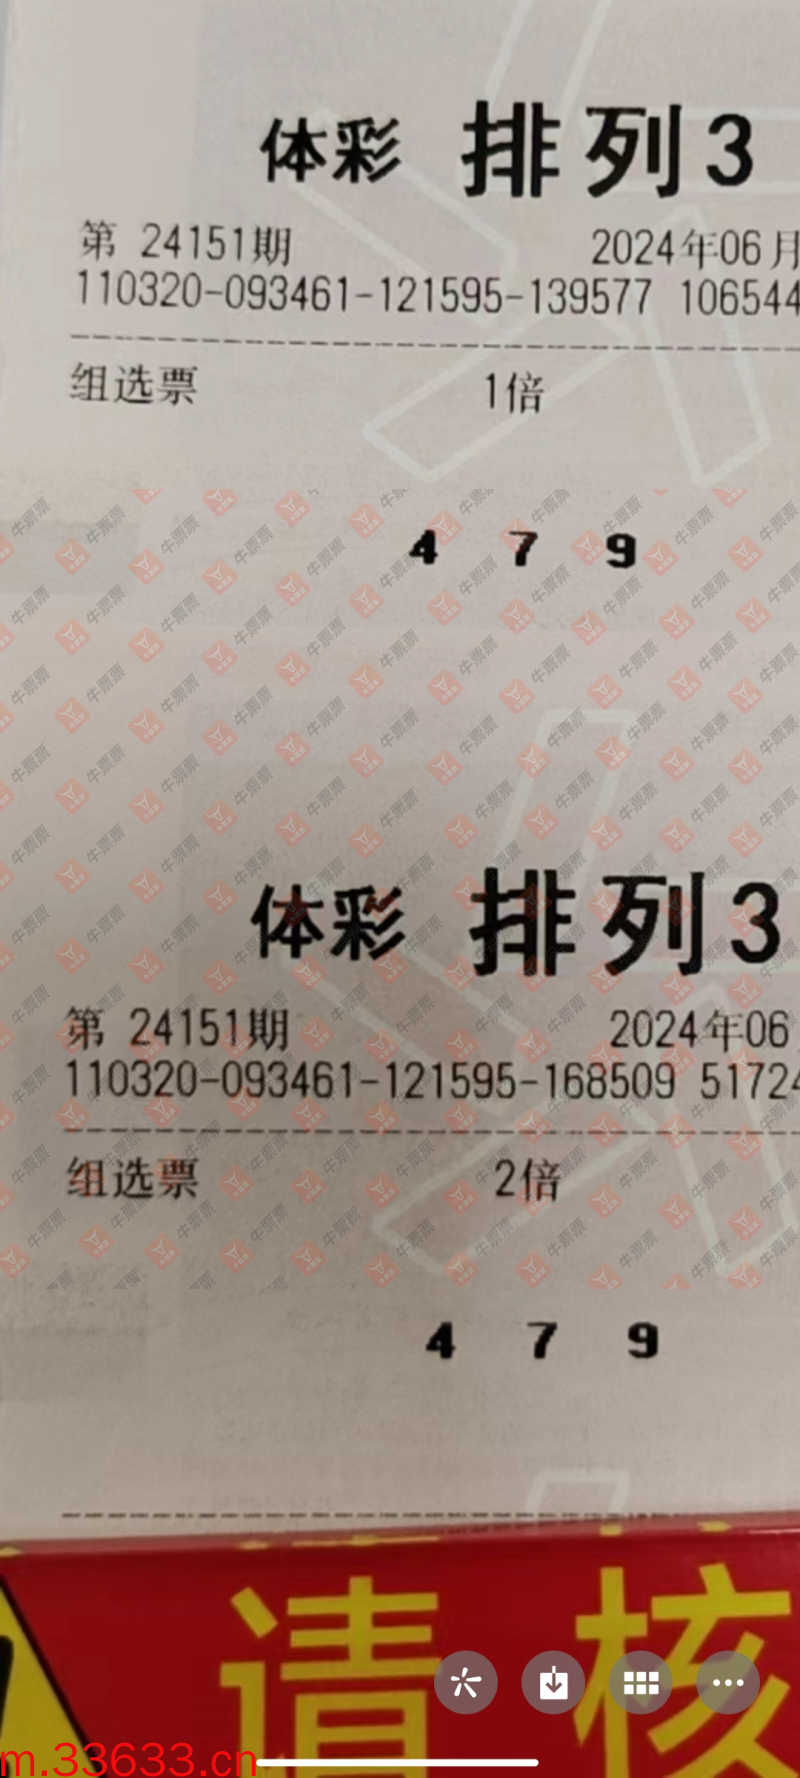 体彩 排列3
第 24151期 2024年06月
110320-093461-121595-139577 106544
组选票 1倍
4 7 9
牛票票
体彩 排列3
第 24151期 2024年06
110320-093461-121595-168509 51724
组选票 2倍
4 7 9
请 核
m.33633.cn